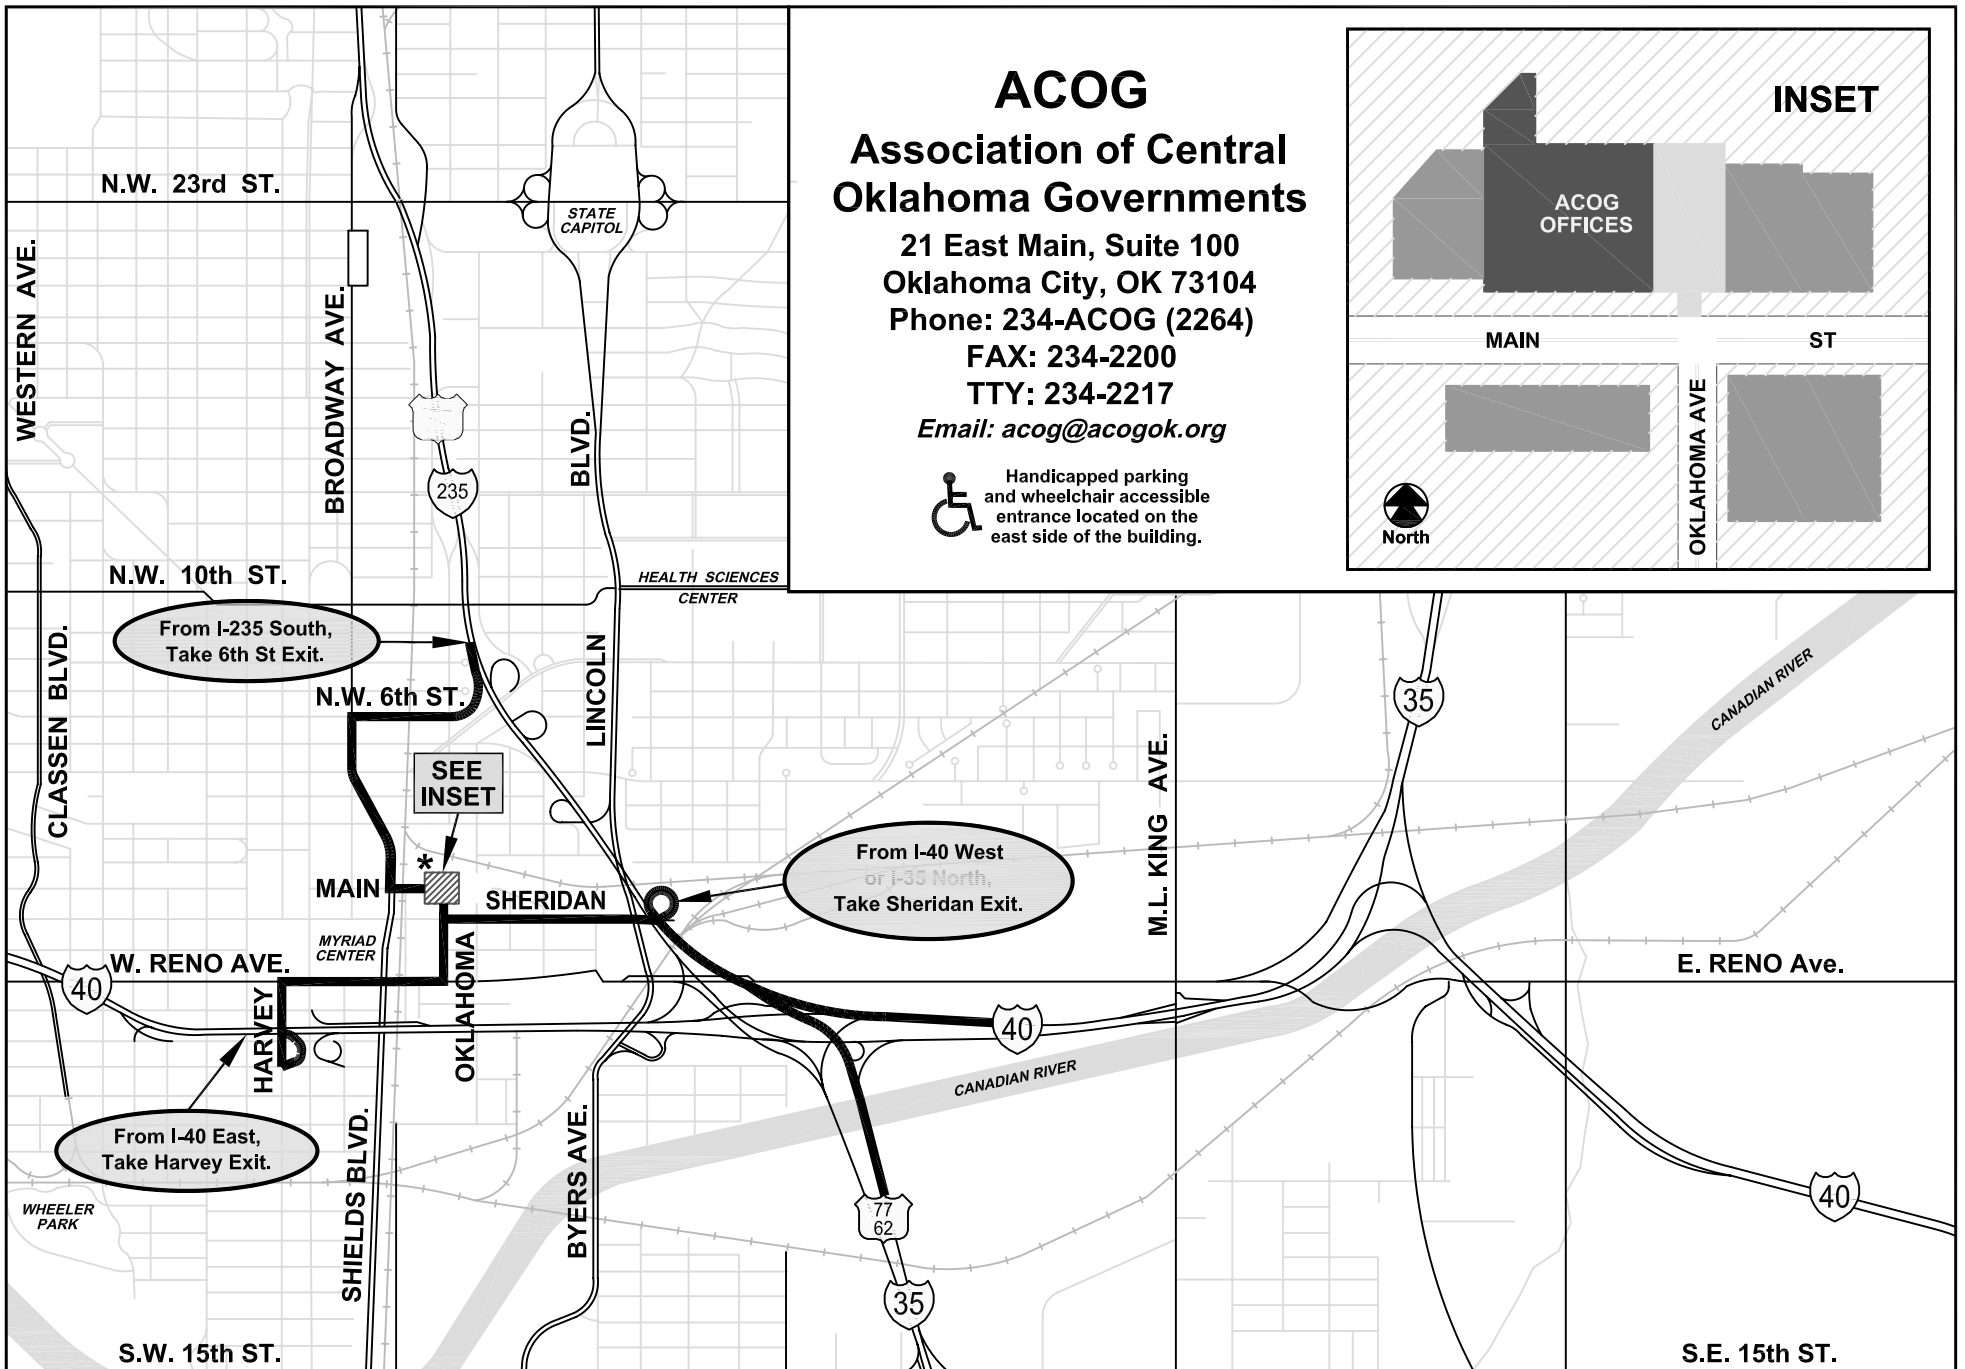 ACOG
Association of Central
Oklahoma Governments
21 East Main, Suite 100
Oklahoma City, OK 73104
Phone: 234-ACOG (2264)
FAX: 234-2200
TTY: 234-2217
Email: acog@acogok.org
Handicapped parking
and wheelchair accessible
entrance located on the
east side of the building.
INSET
ACOG
OFFICES
MAIN
ST
OKLAHOMA AVE
North
N.W. 23rd ST.
STATE
CAPITOL
WESTERN AVE.
BROADWAY AVE.
BLVD.
235
N.W. 10th ST.
HEALTH SCIENCES
CENTER
From I-235 South,
Take 6th St Exit.
CLASSEN BLVD.
N.W. 6th ST.
LINCOLN
35
CANADIAN RIVER
M.L. KING AVE.
SEE
INSET
*
From I-40 West
or I-35 North,
Take Sheridan Exit.
MAIN
SHERIDAN
MYRIAD
CENTER
W. RENO AVE.
E. RENO Ave.
40
HARVEY
OKLAHOMA
40
CANADIAN RIVER
From I-40 East,
Take Harvey Exit.
SHIELDS BLVD.
BYERS AVE.
WHEELER
PARK
77
62
40
35
S.W. 15th ST.
S.E. 15th ST.